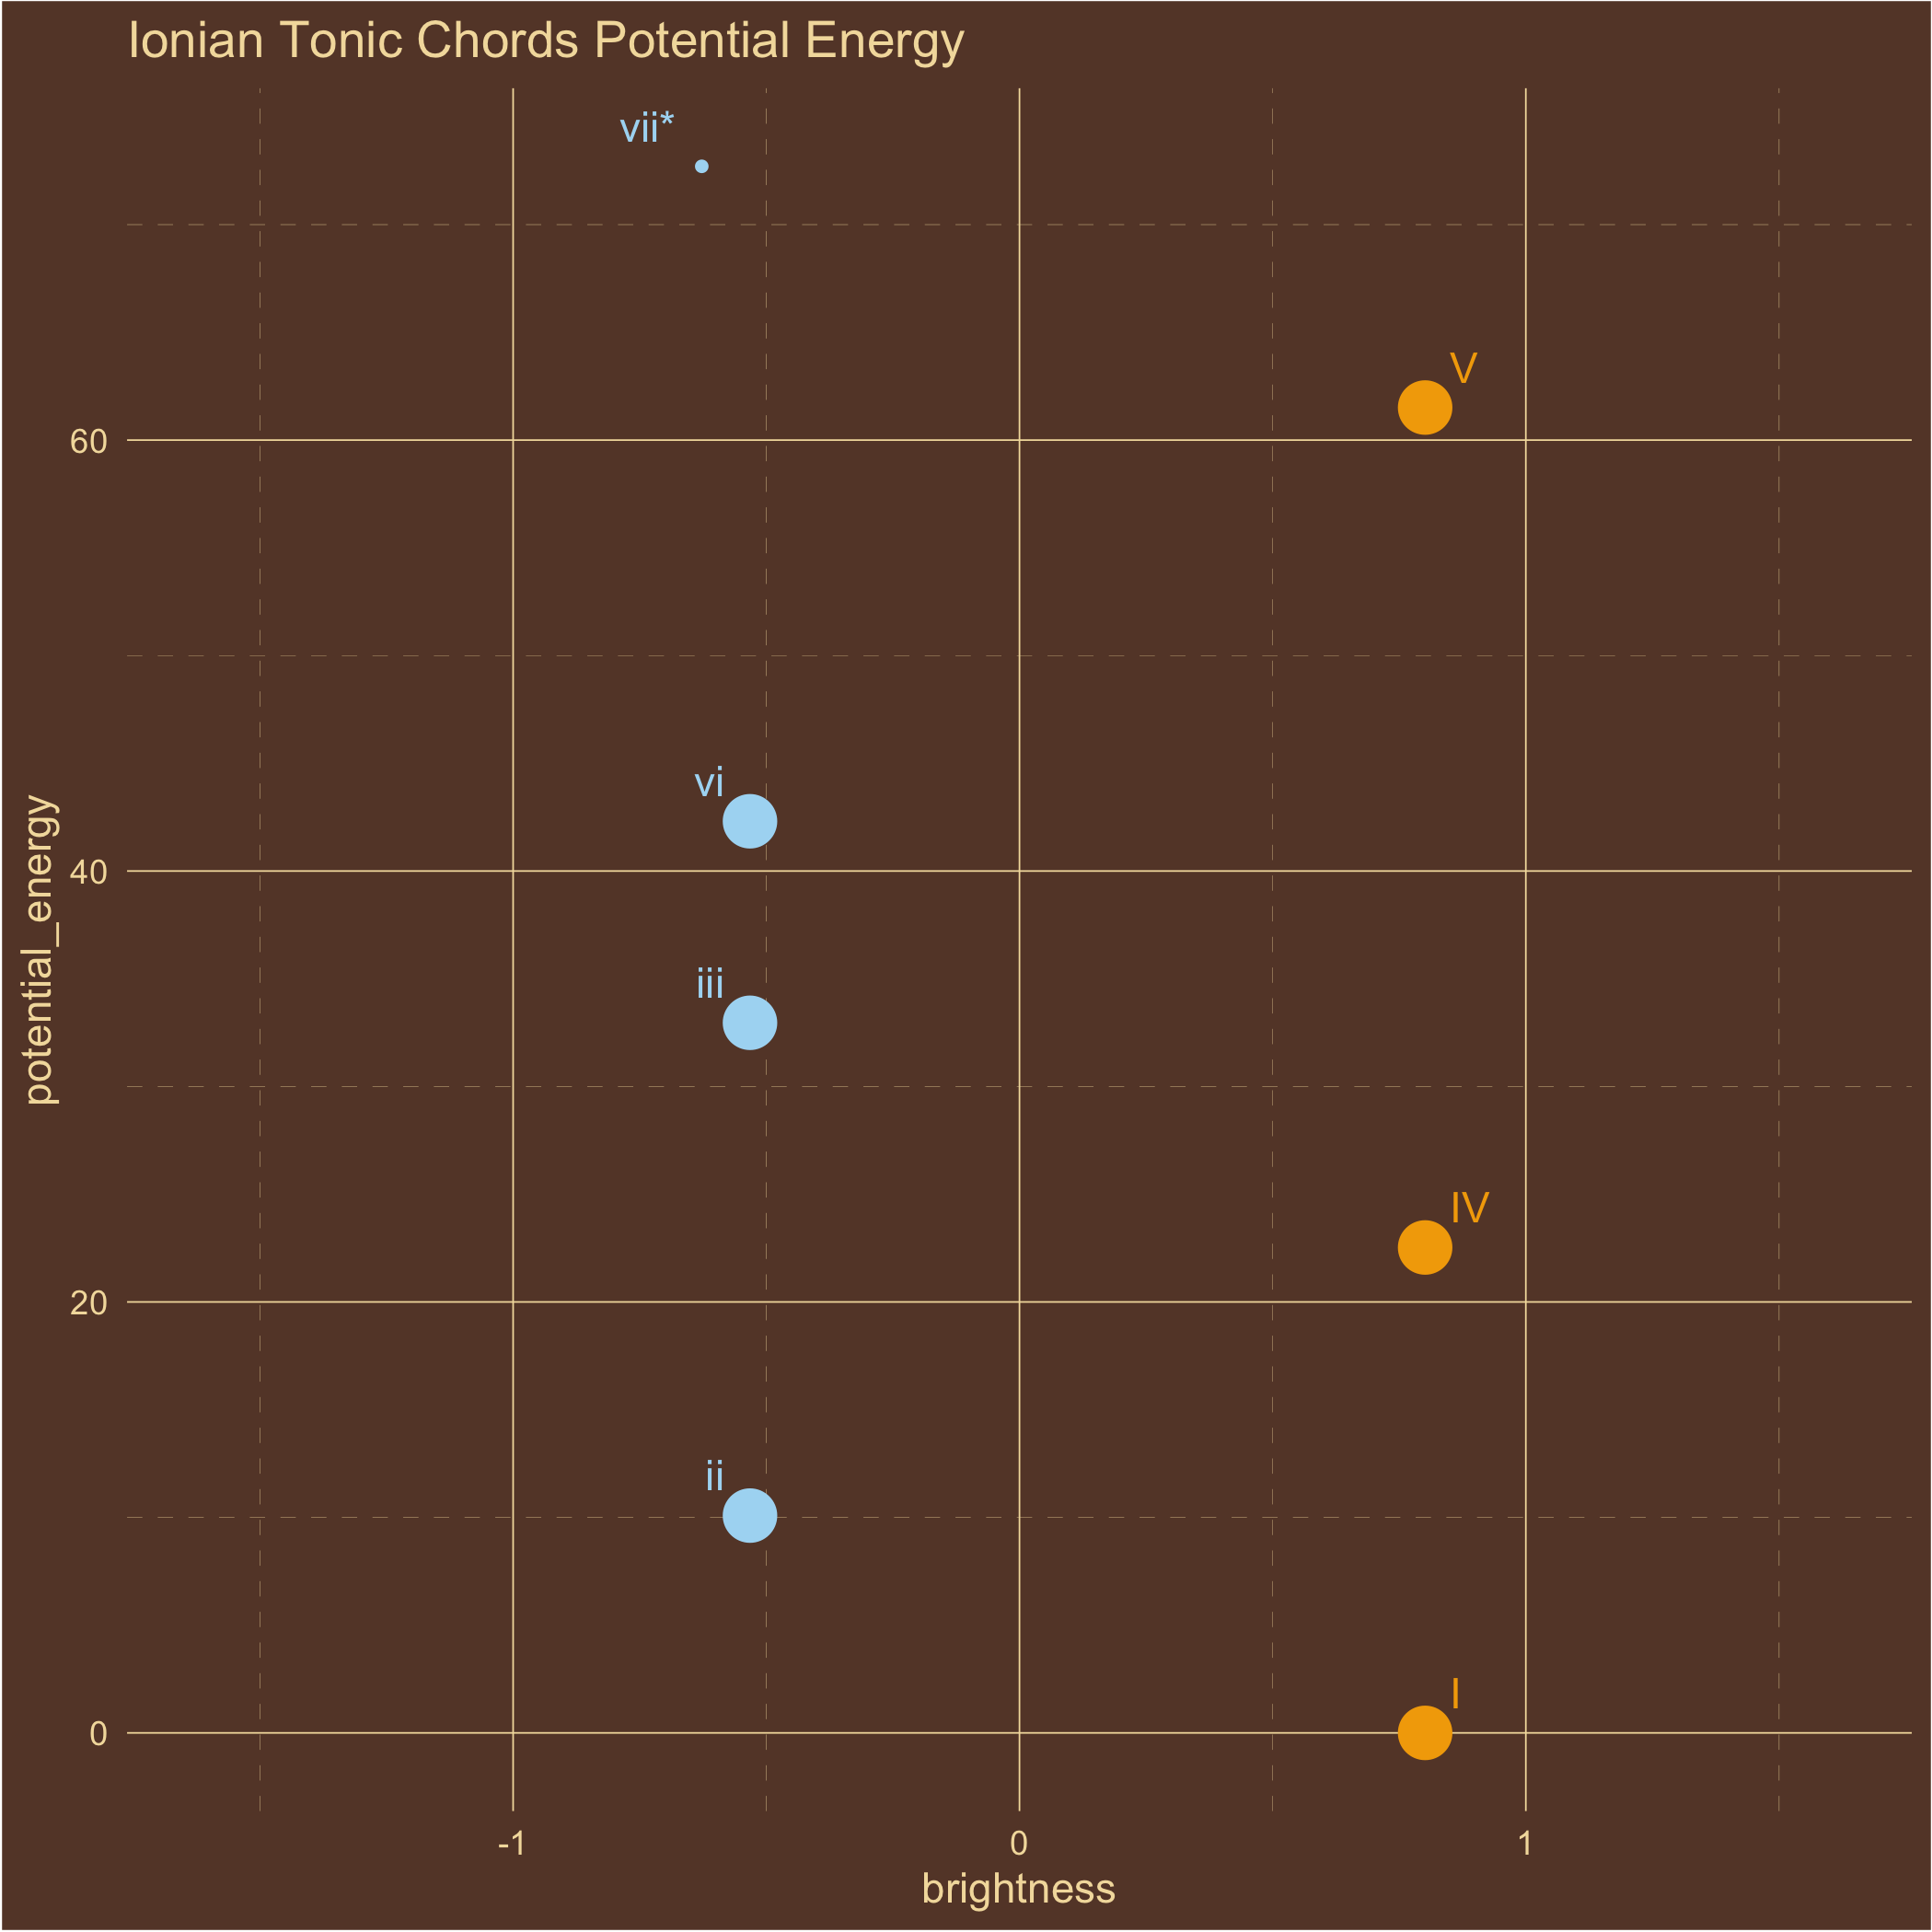 Ionian Tonic Chords Potential Energy
vii*
V
60
vi
40
iii
IV
20
ii
I
0
potential_energy
-1
0
1
brightness